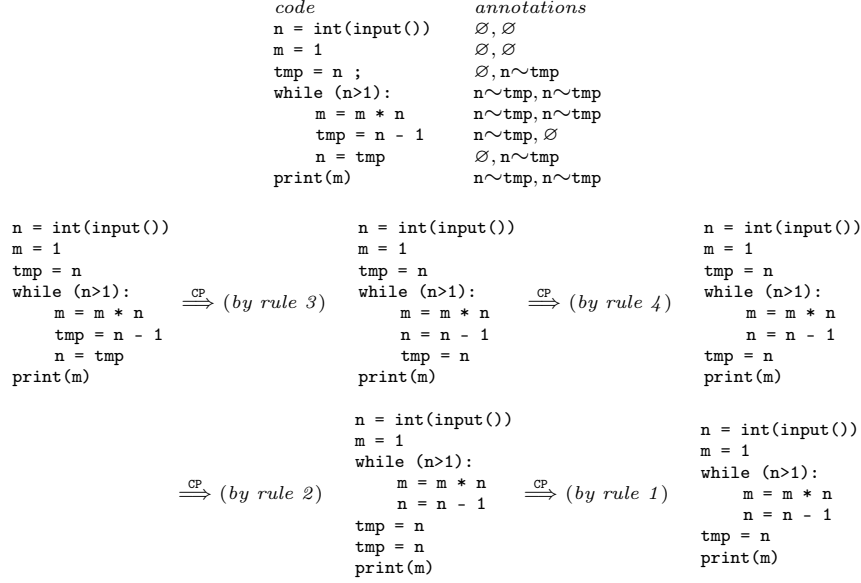 code annotations
n = int(input()) ∅, ∅
m = 1 ∅, ∅
tmp = n ; ∅, n∼tmp
while (n>1): n∼tmp, n∼tmp
m = m * n n∼tmp, n∼tmp
tmp = n - 1 n∼tmp, ∅
n = tmp ∅, n∼tmp
print(m) n∼tmp, n∼tmp
n = int(input())
m = 1
tmp = n
while (n>1):
m = m * n
tmp = n - 1
n = tmp
print(m)
CP
⟹ (by rule 3)
n = int(input())
m = 1
tmp = n
while (n>1):
m = m * n
n = n - 1
tmp = n
print(m)
CP
⟹ (by rule 4)
n = int(input())
m = 1
tmp = n
while (n>1):
m = m * n
n = n - 1
tmp = n
print(m)
CP
⟹ (by rule 2)
n = int(input())
m = 1
while (n>1):
m = m * n
n = n - 1
tmp = n
tmp = n
print(m)
CP
⟹ (by rule 1)
n = int(input())
m = 1
while (n>1):
m = m * n
n = n - 1
tmp = n
print(m)